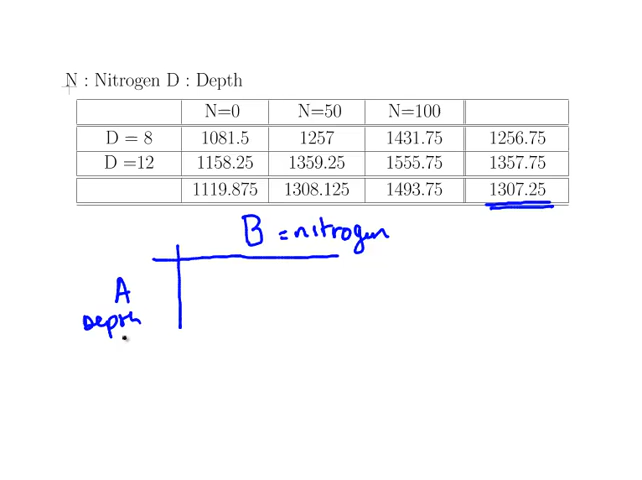 N : Nitrogen D : Depth
N=0 N=50 N=100
D = 8 1081.5 1257 1431.75 1256.75
D =12 1158.25 1359.25 1555.75 1357.75
1119.875 1308.125 1493.75 1307.25
B = nitrogen
A
Depth